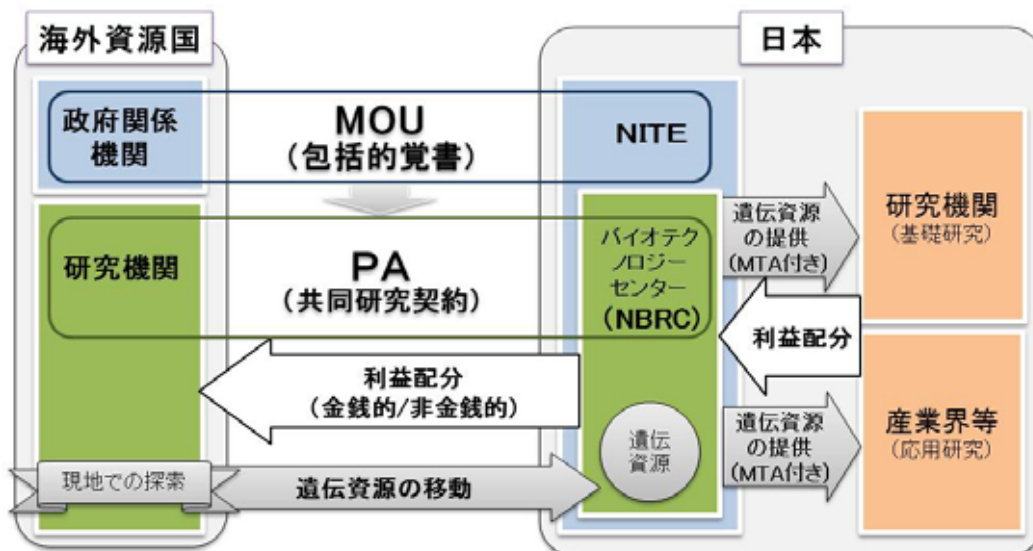 海外資源国
日本
政府関係
機関
MOU
(包括的覚書)
NITE
研究機関
PA
(共同研究契約)
バイオテク
ノロジー
センター
(NBRC)
遺伝資源
の提供
(MTA付き)
研究機関
(基礎研究)
利益配分
利益配分
(金銭的/非金銭的)
遺伝
資源
遺伝資源
の提供
(MTA付き)
産業界等
(応用研究)
現地での探索
遺伝資源の移動